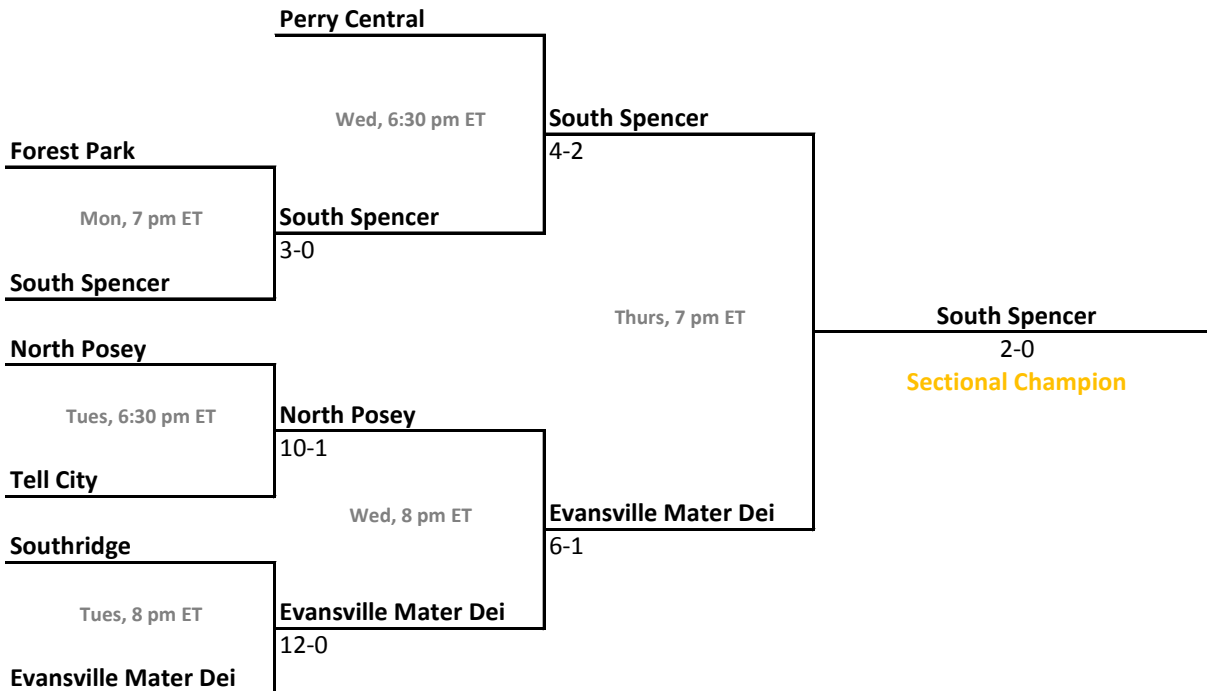 Perry Central
Wed, 6:30 pm ET
South Spencer
4-2
Forest Park
Mon, 7 pm ET
South Spencer
3-0
South Spencer
Thurs, 7 pm ET
South Spencer
2-0
Sectional Champion
North Posey
Tues, 6:30 pm ET
North Posey
10-1
Tell City
Wed, 8 pm ET
Evansville Mater Dei
6-1
Southridge
Tues, 8 pm ET
Evansville Mater Dei
12-0
Evansville Mater Dei